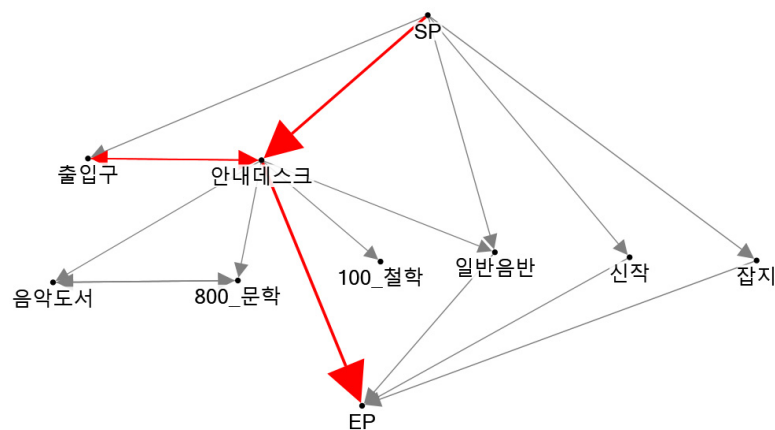 SP
출입구
안내데스크
일반음반
신작
잡지
100_철학
음악도서
800_문학
EP